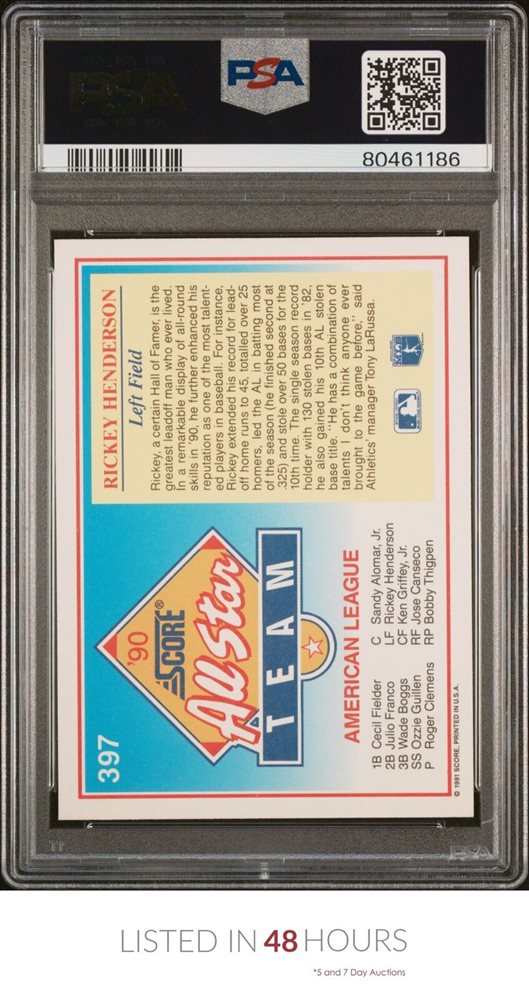 PSA
80461186
RICKEY HENDERSON
Left Field
Rickey, a certain Hall of Famer, is the
greatest leadoff man who ever lived.
In a remarkable display of all-round
skills in '90, he further enhanced his
reputation as one of the most talent-
ed players in baseball. For instance,
Rickey extended his record for lead-
off home runs to 45, totalled over 25
homers, led the AL in batting most
of the season (he finished second at
.325) and stole over 50 bases for the
10th time. The single season record
holder with 130 stolen bases in '82,
he also gained his 10th AL stolen
base title. "He has a combination of
talents I don't think anyone ever
brought to the game before," said
Athletics' manager Tony LaRussa.
397
'90
SCORE®
All Star
TEAM
AMERICAN LEAGUE
1B Cecil Fielder
2B Julio Franco
3B Wade Boggs
SS Ozzie Guillen
P Roger Clemens
C Sandy Alomar, Jr.
LF Rickey Henderson
CF Ken Griffey, Jr.
RF Jose Canseco
RP Bobby Thigpen
© 1991 SCORE, PRINTED IN U.S.A.
PSA
LISTED IN 48 HOURS
*5 and 7 Day Auctions